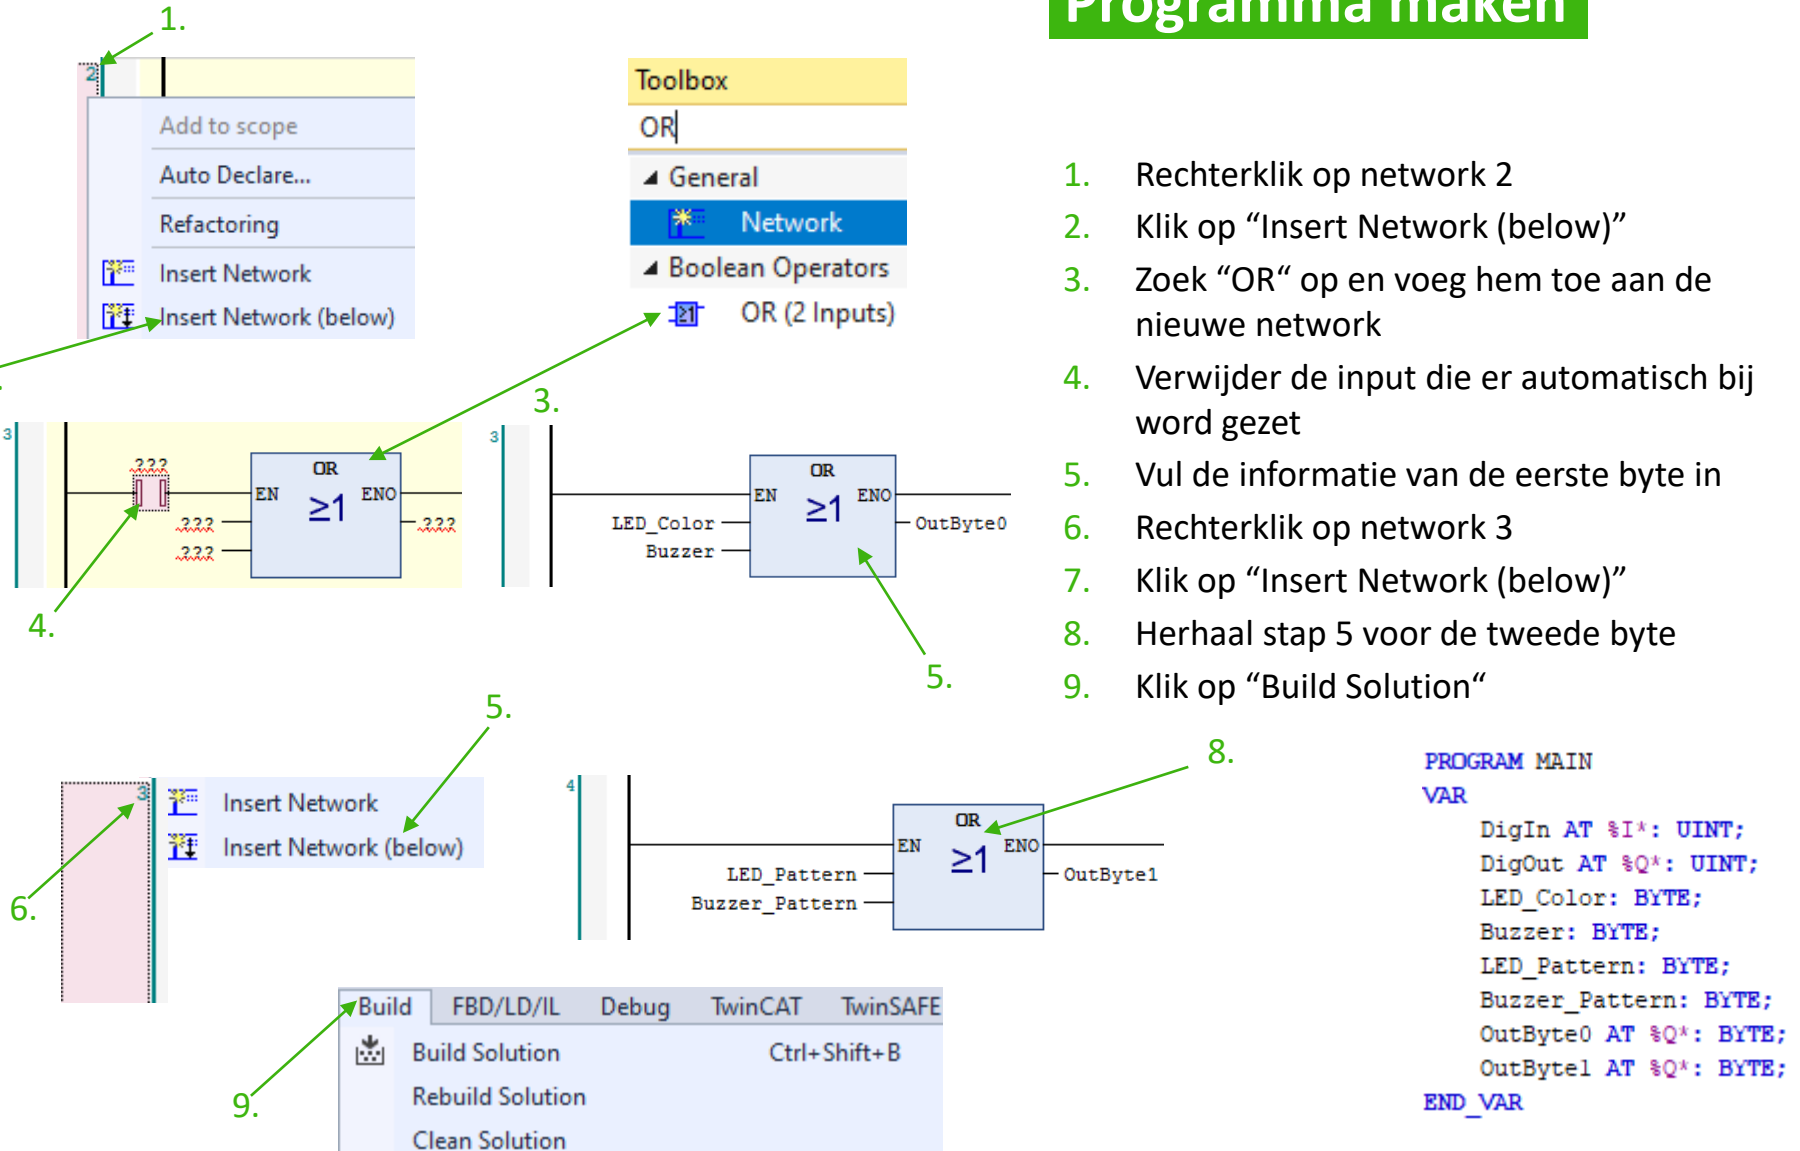 Programma maken
1.
2
Add to scope
Auto Declare...
Refactoring
Insert Network
Insert Network (below)
Toolbox
OR
General
Network
Boolean Operators
OR (2 Inputs)
1. Rechterklik op network 2
2. Klik op “Insert Network (below)”
3. Zoek “OR“ op en voeg hem toe aan de
nieuwe network
4. Verwijder de input die er automatisch bij
word gezet
5. Vul de informatie van de eerste byte in
6. Rechterklik op network 3
7. Klik op “Insert Network (below)”
8. Herhaal stap 5 voor de tweede byte
9. Klik op “Build Solution“
3.
3
???
OR
EN
≥1
ENO
???
???
???
4.
3
OR
EN
≥1
ENO
LED_Color
OutByte0
Buzzer
5.
5.
3
Insert Network
Insert Network (below)
6.
8.
4
OR
EN
≥1
ENO
LED_Pattern
OutByte1
Buzzer_Pattern
9.
Build FBD/LD/IL Debug TwinCAT TwinSAFE
Build Solution Ctrl+Shift+B
Rebuild Solution
Clean Solution
PROGRAM MAIN
VAR
DigIn AT %I*: UINT;
DigOut AT %Q*: UINT;
LED_Color: BYTE;
Buzzer: BYTE;
LED_Pattern: BYTE;
Buzzer_Pattern: BYTE;
OutByte0 AT %Q*: BYTE;
OutByte1 AT %Q*: BYTE;
END_VAR